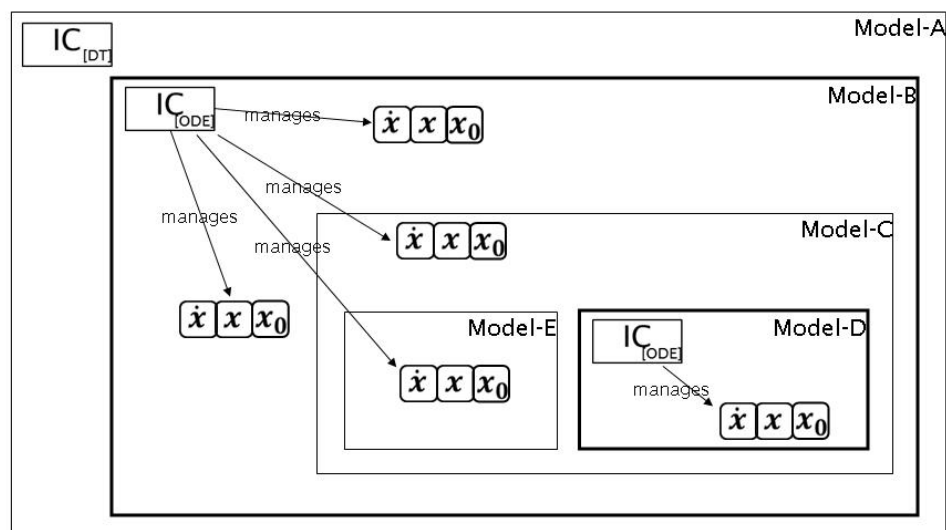 Model-A
IC[DT]
Model-B
IC[ODE]
manages
ẋ x x₀
manages
Model-C
manages
manages
ẋ x x₀
ẋ x x₀
Model-E
Model-D
IC[ODE]
ẋ x x₀
manages
ẋ x x₀